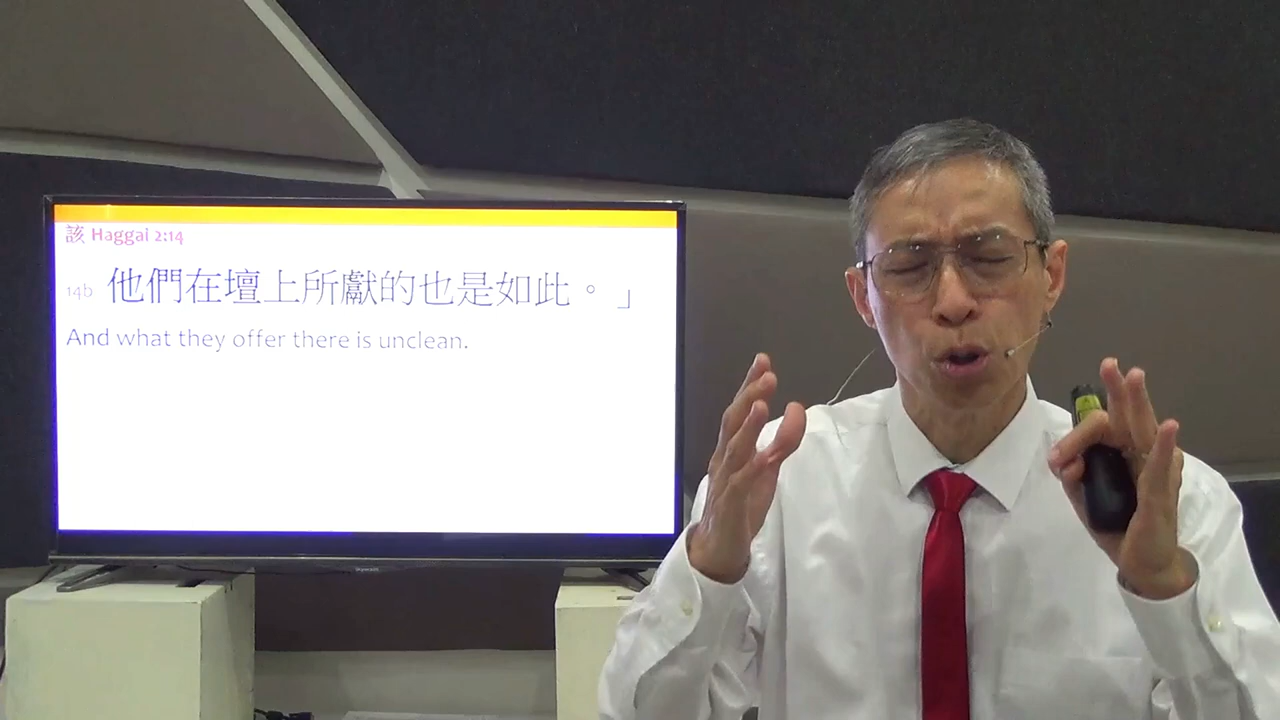 該 Haggai 2:14
14b 他們在壇上所獻的也是如此。」
And what they offer there is unclean.